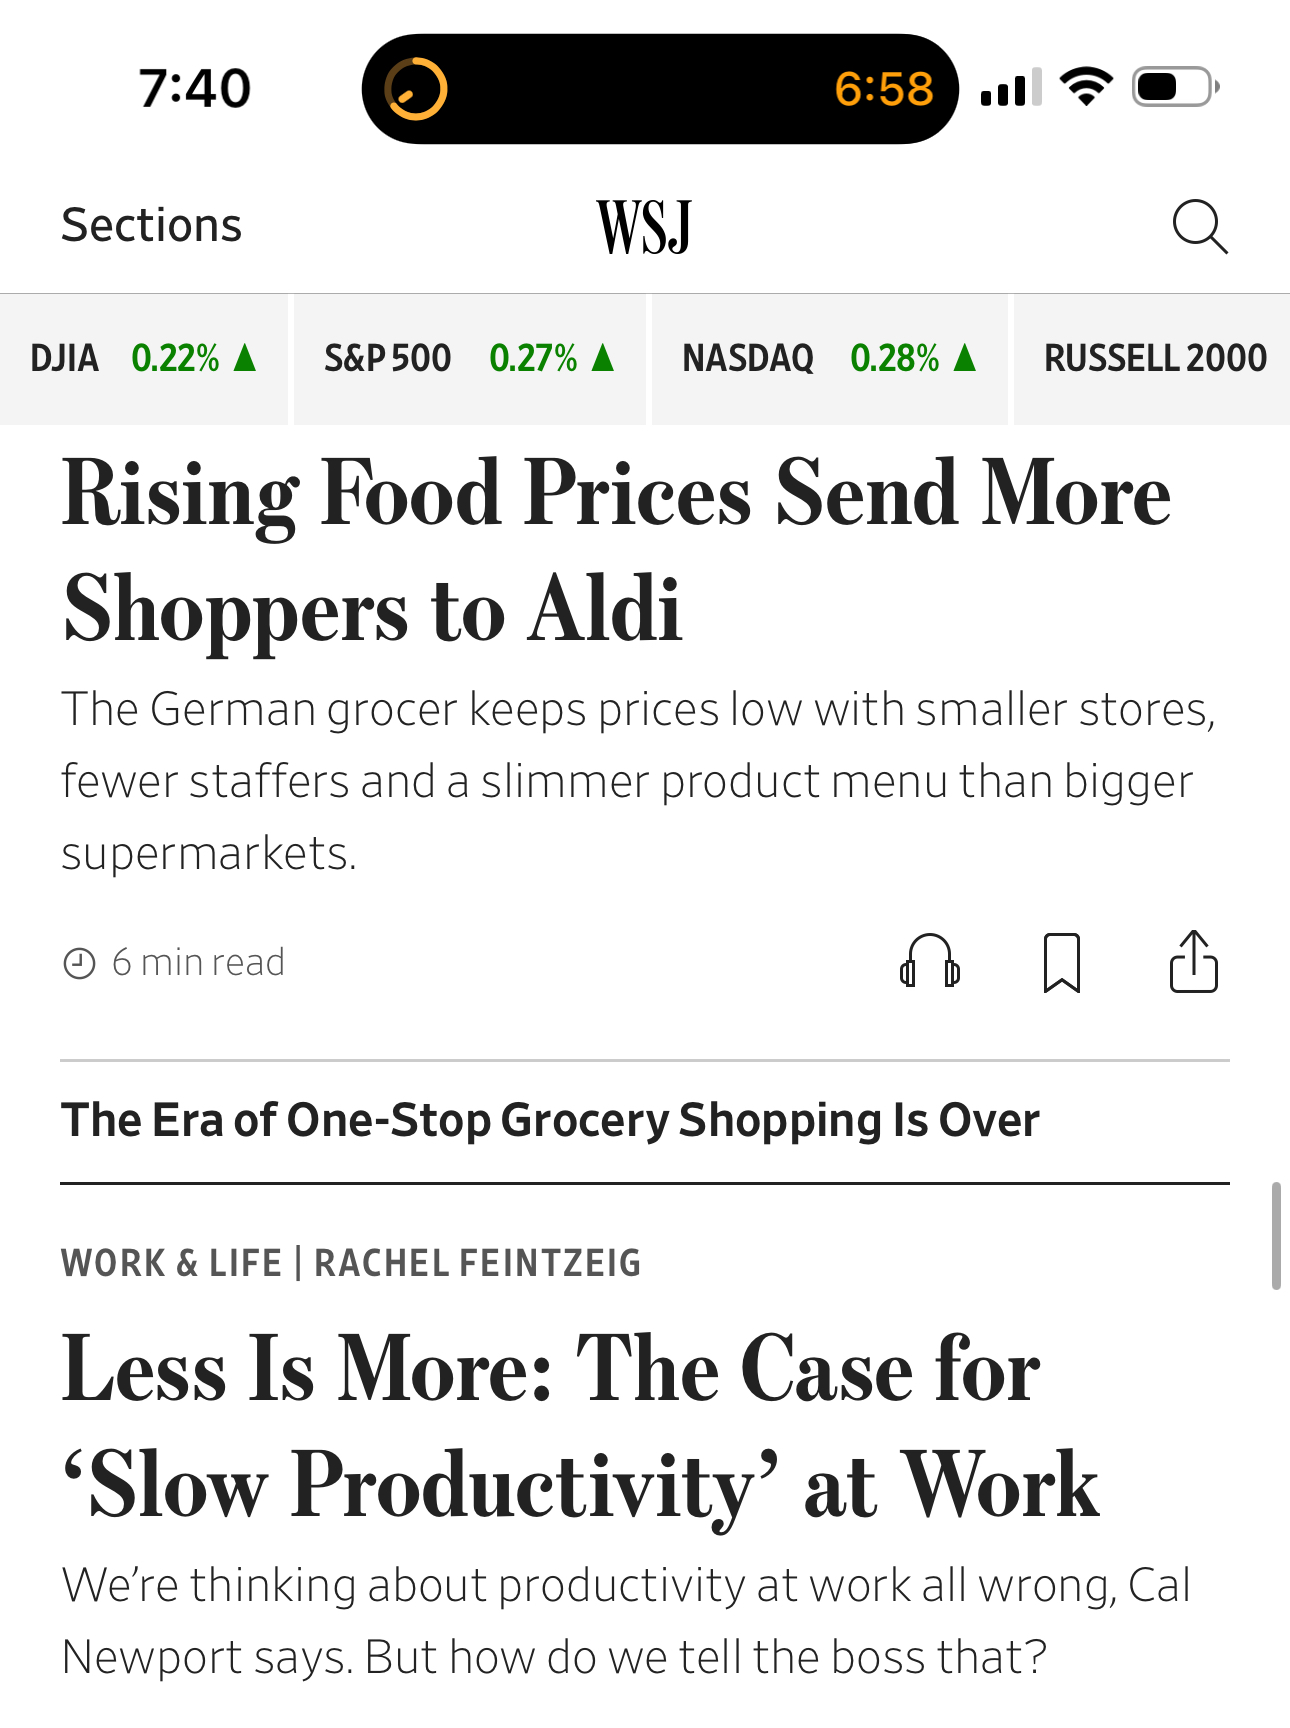 7:40
6:58
Sections
WSJ
DJIA 0.22% ▲
S&P 500 0.27% ▲
NASDAQ 0.28% ▲
RUSSELL 2000
Rising Food Prices Send More
Shoppers to Aldi
The German grocer keeps prices low with smaller stores,
fewer staffers and a slimmer product menu than bigger
supermarkets.
6 min read
The Era of One-Stop Grocery Shopping Is Over
WORK & LIFE | RACHEL FEINTZEIG
Less Is More: The Case for
‘Slow Productivity’ at Work
We’re thinking about productivity at work all wrong, Cal
Newport says. But how do we tell the boss that?